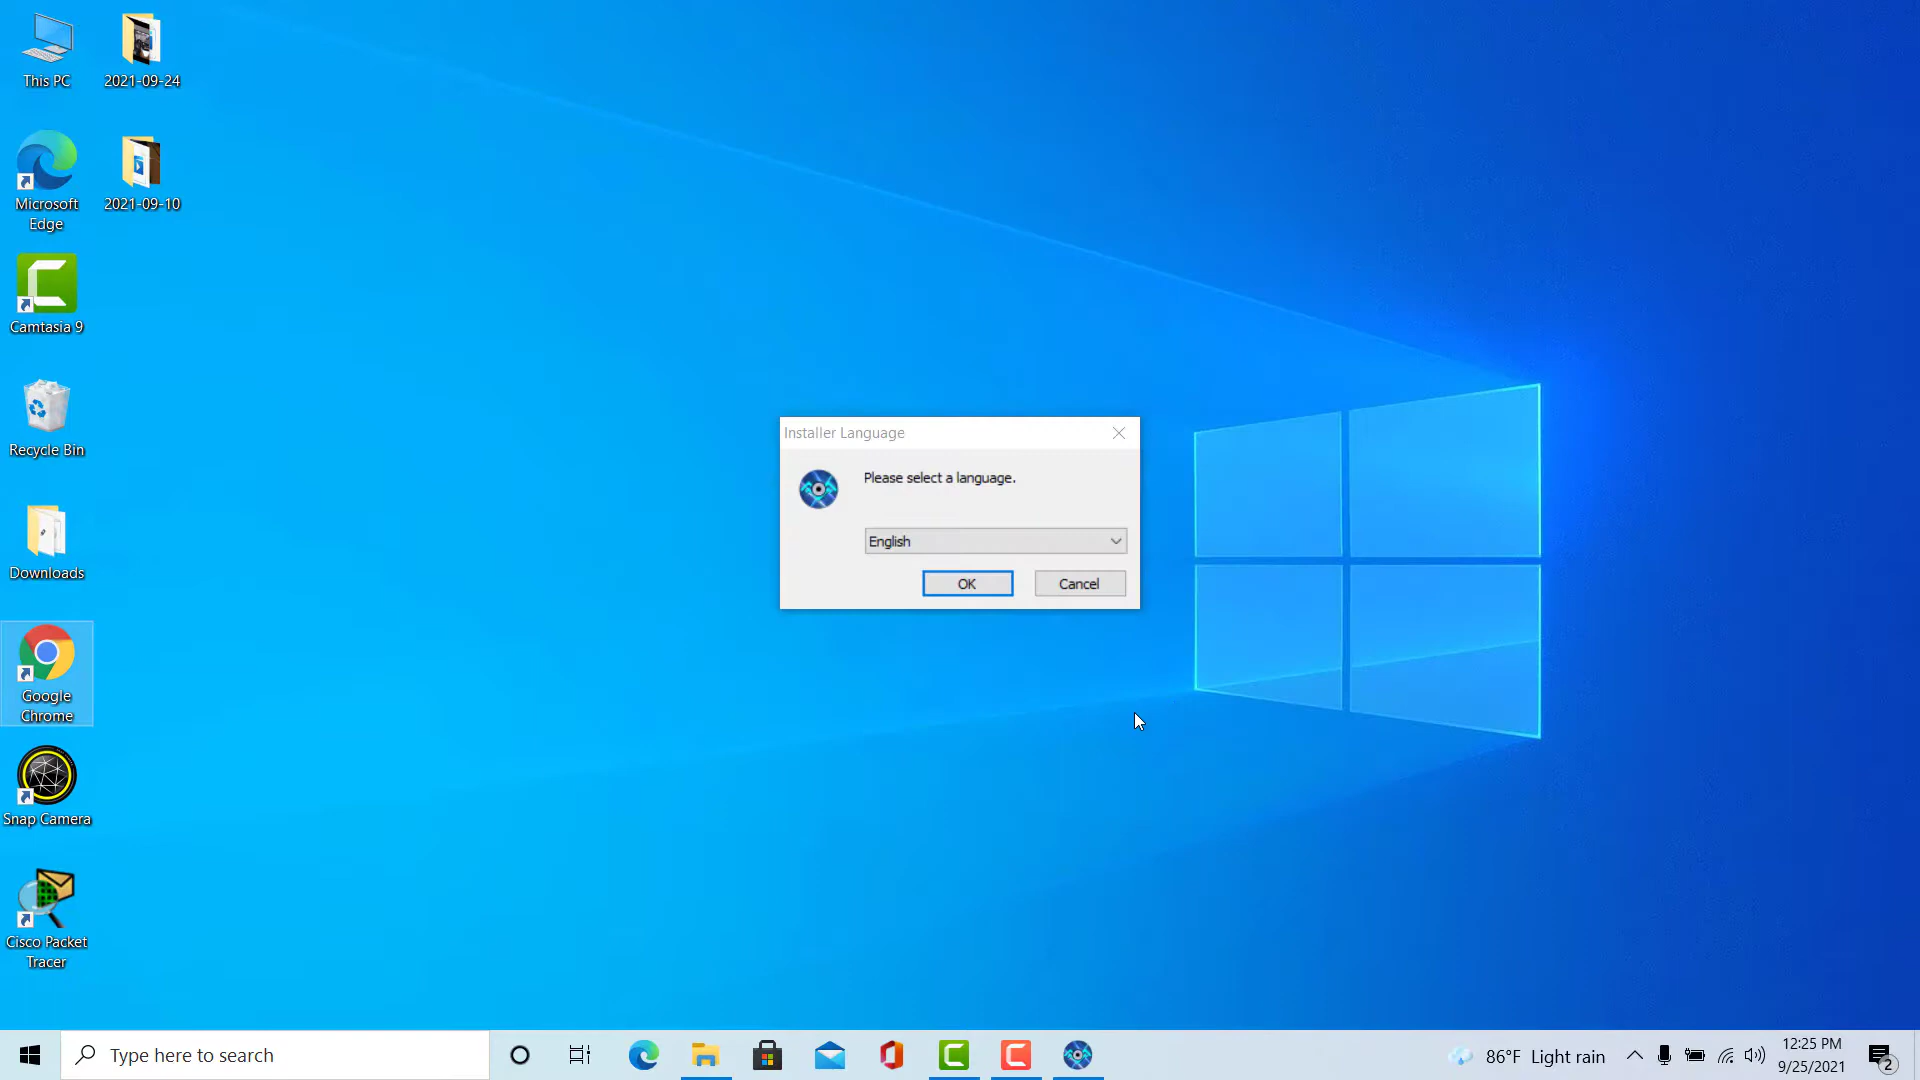 This PC
2021-09-24
Microsoft
Edge
2021-09-10
Camtasia 9
Recycle Bin
Downloads
Google
Chrome
Snap Camera
Cisco Packet
Tracer
Installer Language
Please select a language.
English
OK
Cancel
Type here to search
86°F Light rain
12:25 PM
9/25/2021
2